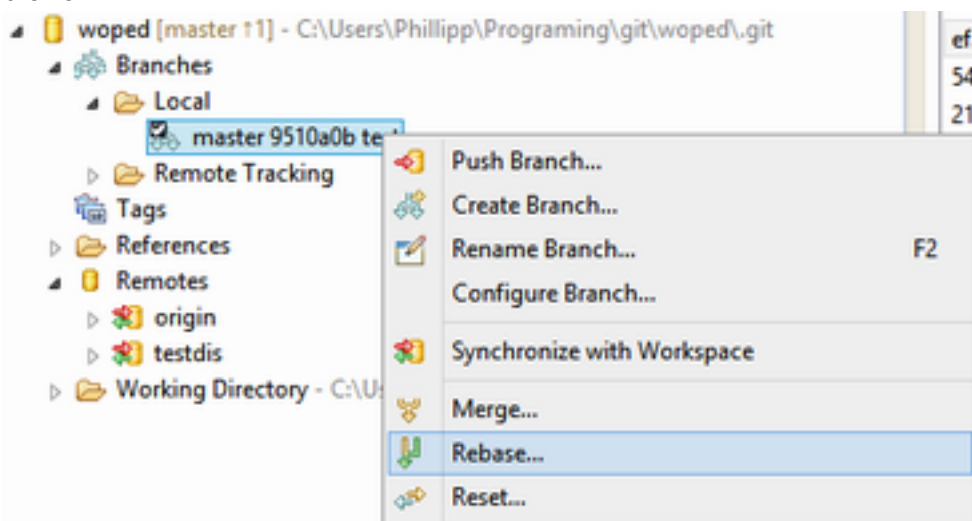 woped [master ↑1] - C:\Users\Phillipp\Programing\git\woped\.git
Branches
Local
master 9510a0b
Remote Tracking
Tags
References
Remotes
origin
testdis
Working Directory - C:\
ef
54
21
Push Branch...
Create Branch...
Rename Branch... F2
Configure Branch...
Synchronize with Workspace
Merge...
Rebase...
Reset...